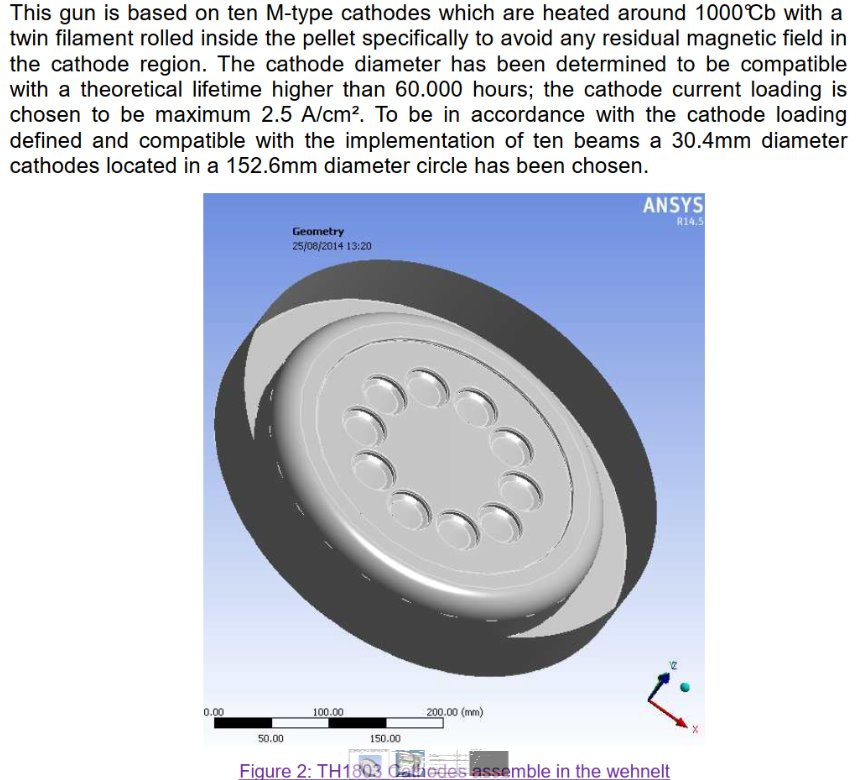 This gun is based on ten M-type cathodes which are heated around 1000℃b with a
twin filament rolled inside the pellet specifically to avoid any residual magnetic field in
the cathode region. The cathode diameter has been determined to be compatible
with a theoretical lifetime higher than 60.000 hours; the cathode current loading is
chosen to be maximum 2.5 A/cm². To be in accordance with the cathode loading
defined and compatible with the implementation of ten beams a 30.4mm diameter
cathodes located in a 152.6mm diameter circle has been chosen.
ANSYS
R14.5
Geometry
25/08/2014 13:20
Z
X
0.00 100.00 200.00 (mm)
50.00 150.00
Figure 2: TH1803 Cathodes assemble in the wehnelt